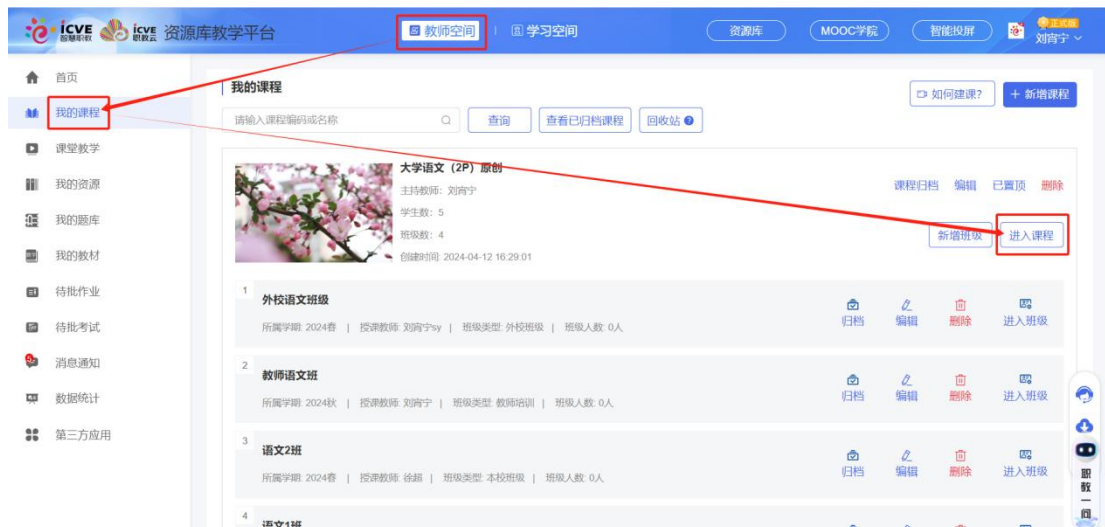 icve 智慧职教 icve 职教云 资源库教学平台 教师空间 学习空间 资源库 MOOC学院 智能投屏 正式版 刘宵宁
首页
我的课程
课堂教学
我的资源
我的题库
我的教材
待批作业
待批考试
消息通知
数据统计
第三方应用
我的课程 如何建课? + 新增课程
请输入课程编码或名称 查询 查看已归档课程 回收站
大学语文（2P）原创
主持教师: 刘宵宁
学生数: 5
班级数: 4
创建时间: 2024-04-12 16:29:01
课程归档 编辑 已置顶 删除
新增班级 进入课程
1 外校语文班级
所属学期: 2024春 | 授课教师: 刘宵宁sy | 班级类型: 外校班级 | 班级人数: 0人
归档 编辑 删除 进入班级
2 教师语文班
所属学期: 2024秋 | 授课教师: 刘宵宁 | 班级类型: 教师培训 | 班级人数: 0人
归档 编辑 删除 进入班级
3 语文2班
所属学期: 2024春 | 授课教师: 徐超 | 班级类型: 本校班级 | 班级人数: 0人
归档 编辑 删除 进入班级
4 语文1班
职教一问